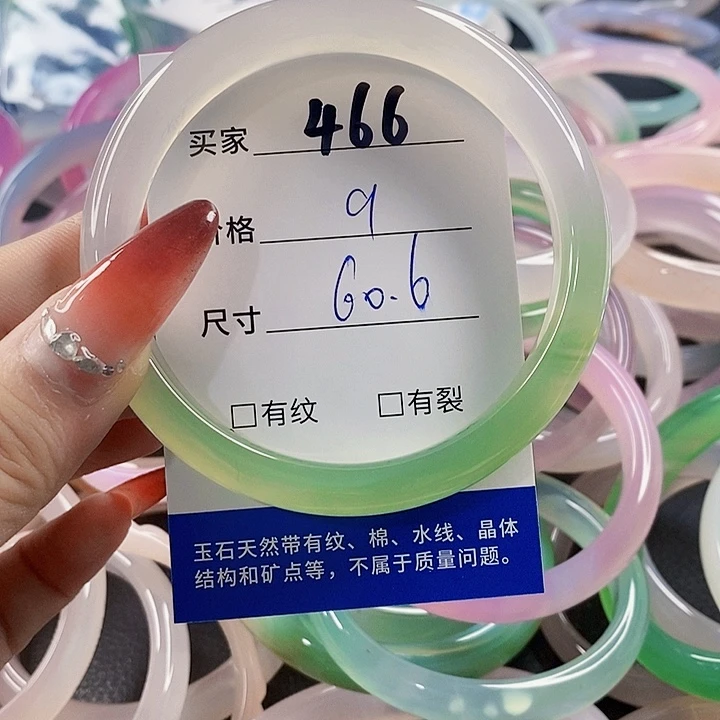 买家 466
价格 9
尺寸 60.6
□有纹 □有裂
玉石天然带有纹、棉、水线、晶体
结构和矿点等，不属于质量问题。